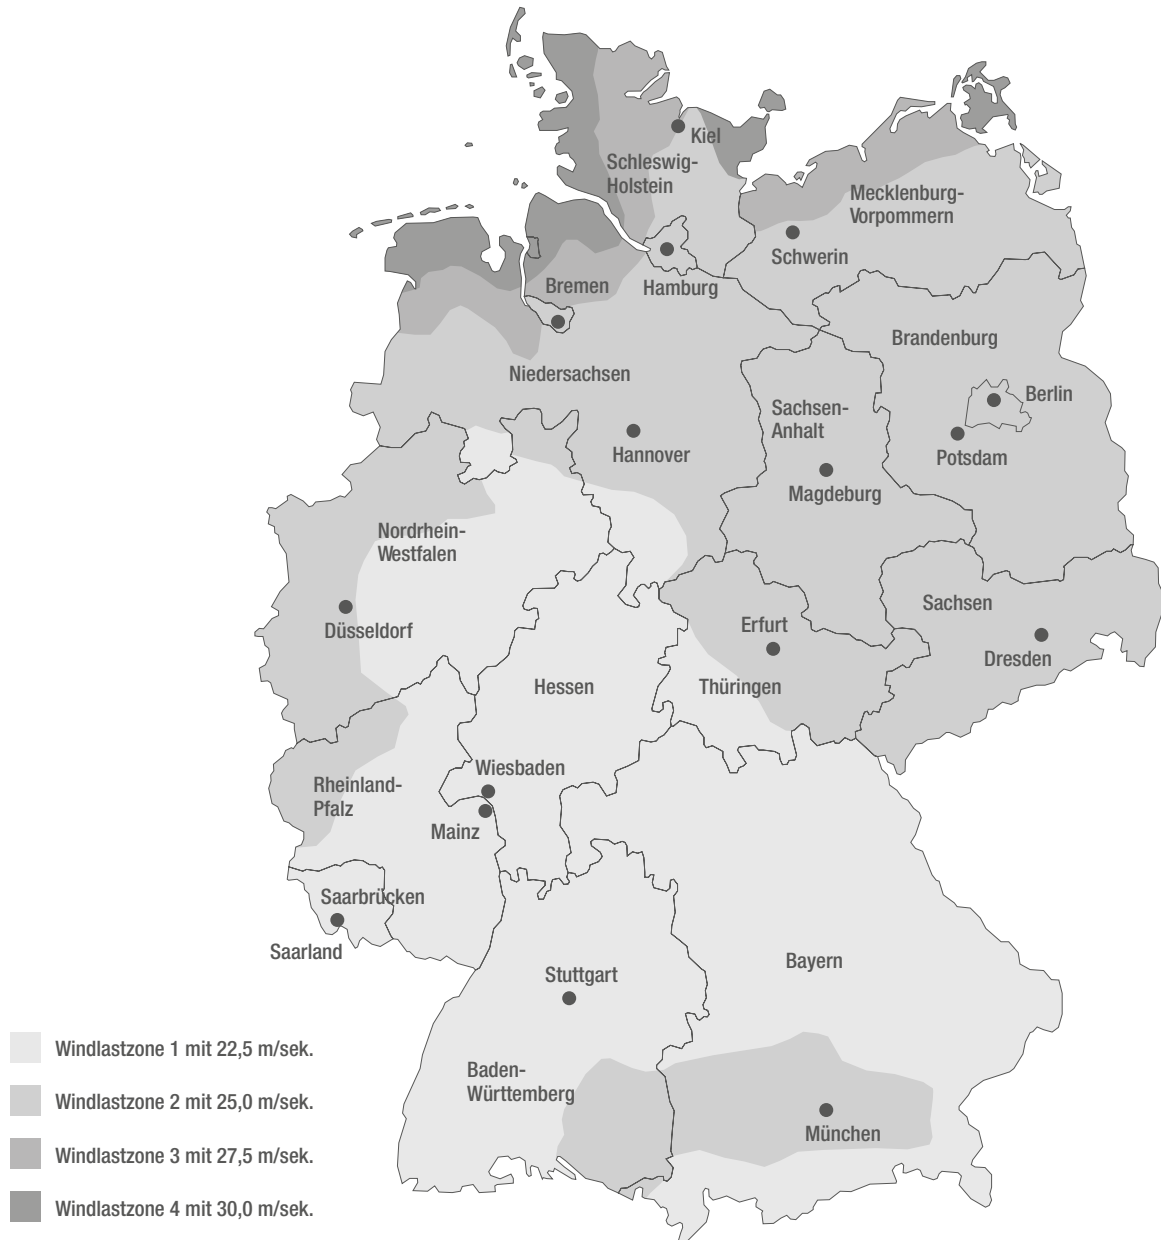 Kiel
Schleswig-
Holstein
Mecklenburg-
Vorpommern
Schwerin
Hamburg
Bremen
Brandenburg
Niedersachsen
Berlin
Sachsen-
Anhalt
Hannover
Potsdam
Magdeburg
Nordrhein-
Westfalen
Sachsen
Düsseldorf
Erfurt
Dresden
Hessen
Thüringen
Wiesbaden
Rheinland-
Pfalz
Mainz
Saarbrücken
Saarland
Bayern
Stuttgart
Baden-
Württemberg
München
Windlastzone 1 mit 22,5 m/sek.
Windlastzone 2 mit 25,0 m/sek.
Windlastzone 3 mit 27,5 m/sek.
Windlastzone 4 mit 30,0 m/sek.